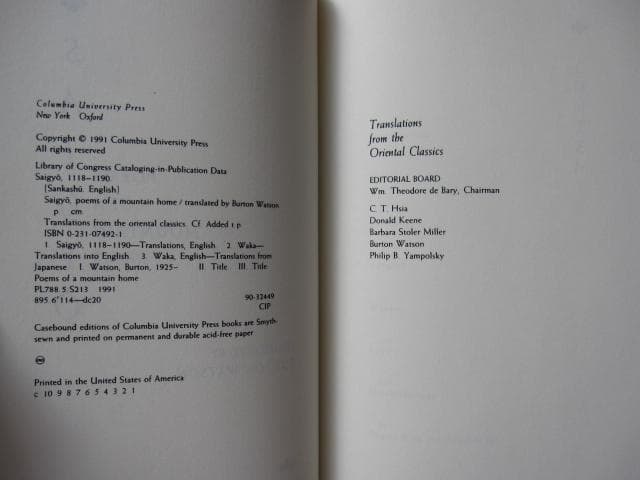 Columbia University Press
New York Oxford
Copyright © 1991 Columbia University Press
All rights reserved
Library of Congress Cataloging-in-Publication Data
Saigyō, 1118-1190.
[Sankashū. English]
Saigyō, poems of a mountain home / translated by Burton Watson
p. cm.
Translations from the oriental classics. Cf. Added t.p.
ISBN 0-231-07492-1
1. Saigyō, 1118-1190—Translations, English. 2. Waka—
Translations into English. 3. Waka, English—Translations from
Japanese I. Watson, Burton, 1925- II. Title III. Title
Poems of a mountain home
PL788.5.S213 1991
895.6'114—dc20 90-32449
CIP
Casebound editions of Columbia University Press books are Smyth-
sewn and printed on permanent and durable acid-free paper
∞
Printed in the United States of America
c 10 9 8 7 6 5 4 3 2 1
Translations
from the
Oriental Classics
EDITORIAL BOARD
Wm. Theodore de Bary, Chairman
C. T. Hsia
Donald Keene
Barbara Stoler Miller
Burton Watson
Philip B. Yampolsky